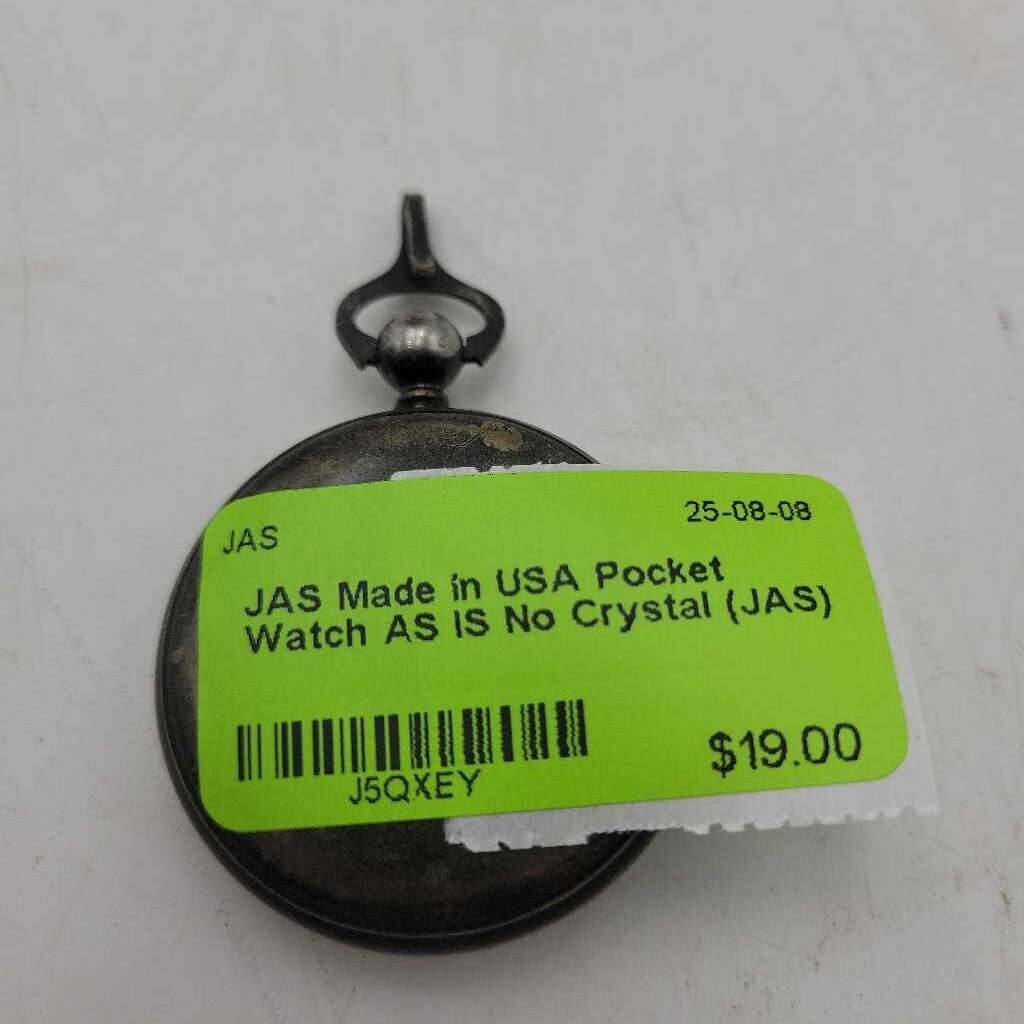 JAS
25-08-08
JAS Made in USA Pocket
Watch AS IS No Crystal (JAS)
J5QXEY
$19.00